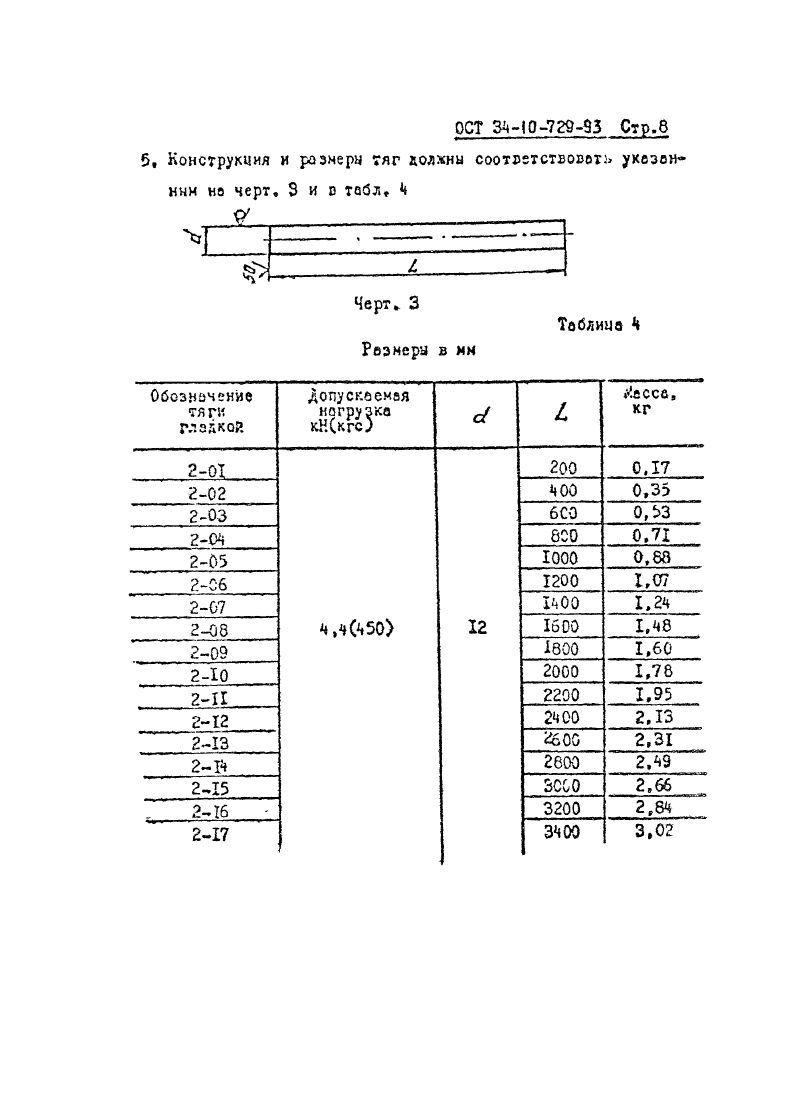 ОСТ 34-10-729-93 Стр.8
5. Конструкция и размеры тяг должны соответствовать указан-
ным на черт. 3 и в табл. 4
d
50
L
Черт. 3
Таблица 4
Размеры в мм
Обозначение тяги гладкой | Допускаемая нагрузка кН(кгс) | d | L | Масса, кг
2-01 200 0,17
2-02 400 0,35
2-03 600 0,53
2-04 800 0,71
2-05 1000 0,88
2-06 1200 1,07
2-07 1400 1,24
2-08 4,4(450) 12 1600 1,48
2-09 1800 1,60
2-10 2000 1,78
2-11 2200 1,95
2-12 2400 2,13
2-13 2600 2,31
2-14 2800 2,49
2-15 3000 2,66
2-16 3200 2,84
2-17 3400 3,02